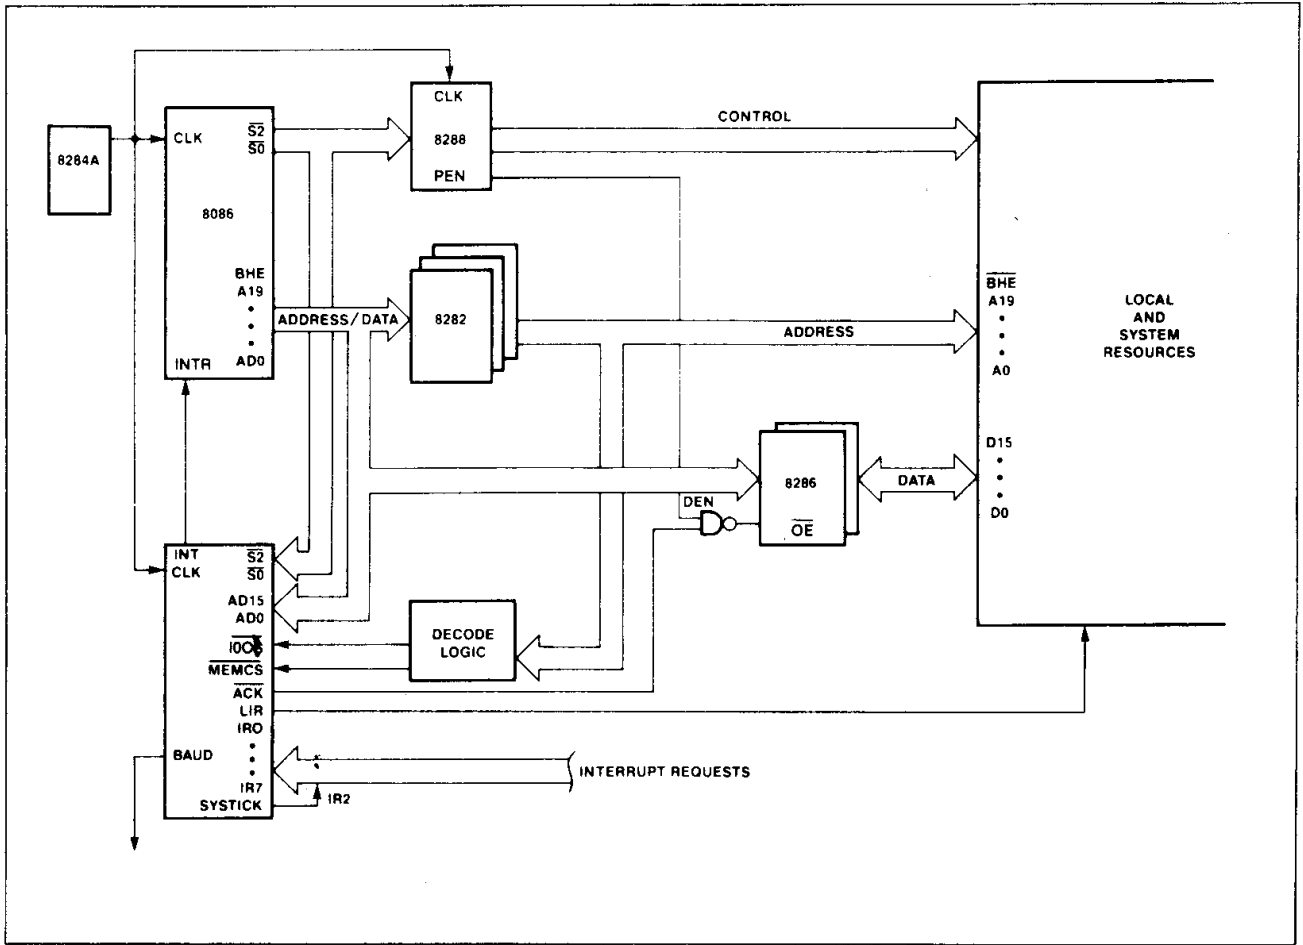 8284A
CLK
S2
S0
8086
BHE
A19
AD0
INTR
CLK
8288
PEN
CONTROL
ADDRESS/DATA
8282
ADDRESS
BHE
A19
A0
D15
D0
LOCAL
AND
SYSTEM
RESOURCES
8286
OE
DATA
DEN
INT
CLK
S2
S0
AD15
AD0
MEMCS
ACK
LIR
IRO
IR7
BAUD
SYSTICK
DECODE
LOGIC
INTERRUPT REQUESTS
IR2